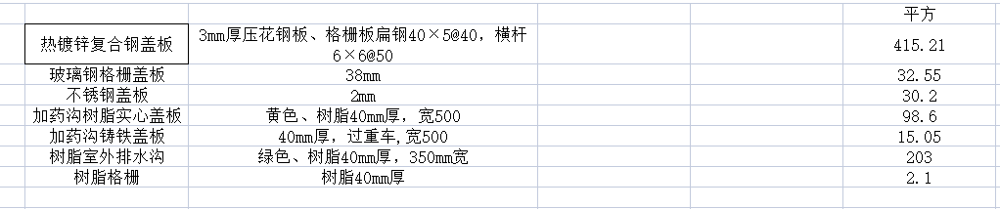 平方
热镀锌复合钢盖板 3mm厚压花钢板、格栅板扁钢40×5@40，横杆 415.21
6×6@50
玻璃钢格栅盖板 38mm 32.55
不锈钢盖板 2mm 30.2
加药沟树脂实心盖板 黄色、树脂40mm厚，宽500 98.6
加药沟铸铁盖板 40mm厚，过重车,宽500 15.05
树脂室外排水沟 绿色、树脂40mm厚，350mm宽 203
树脂格栅 树脂40mm厚 2.1